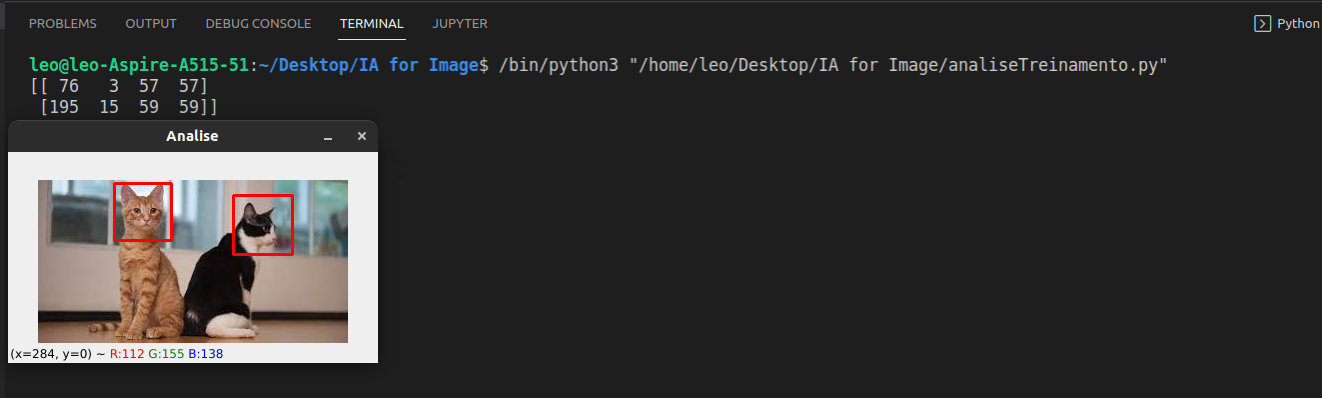 PROBLEMS OUTPUT DEBUG CONSOLE TERMINAL JUPYTER Python
leo@leo-Aspire-A515-51:~/Desktop/IA for Image$ /bin/python3 "/home/leo/Desktop/IA for Image/analiseTreinamento.py"
[[ 76   3  57  57]
 [195  15  59  59]]
Analise
(x=284, y=0) ~ R:112 G:155 B:138